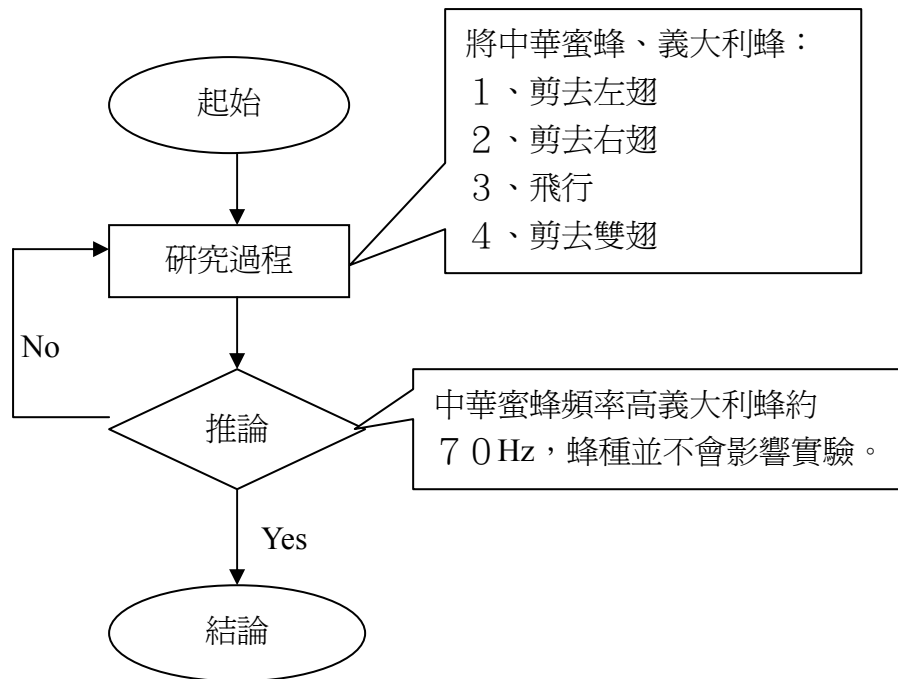 起始
將中華蜜蜂、義大利蜂：
１、剪去左翅
２、剪去右翅
３、飛行
４、剪去雙翅
研究過程
No
推論
中華蜜蜂頻率高義大利蜂約
７０Hz，蜂種並不會影響實驗。
Yes
結論